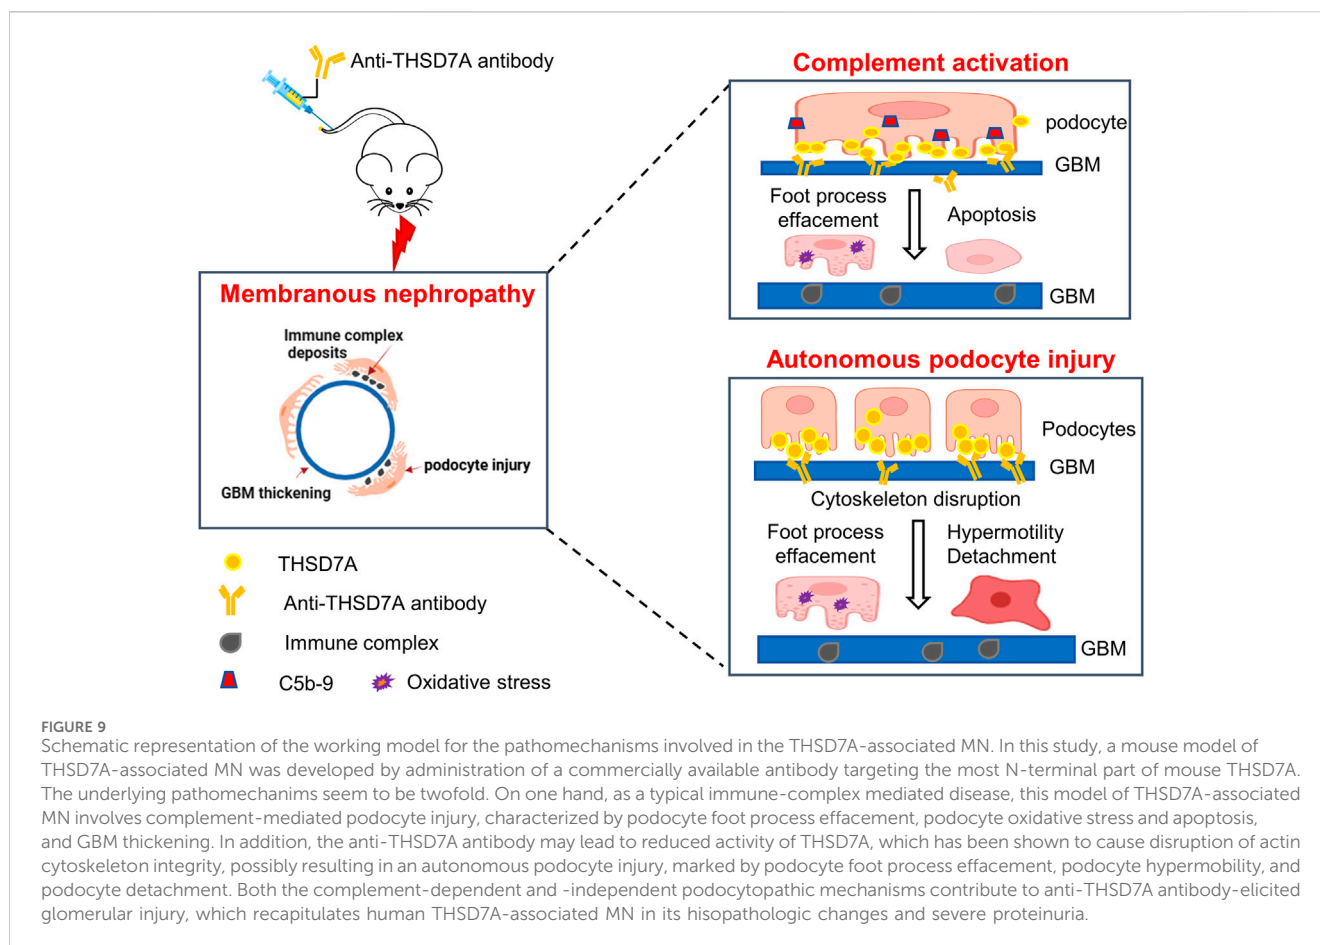 Anti-THSD7A antibody
Complement activation
podocyte
GBM
Foot process
effacement
Apoptosis
GBM
Membranous nephropathy
Immune complex
deposits
podocyte injury
GBM thickening
Autonomous podocyte injury
Podocytes
GBM
Cytoskeleton disruption
Foot process
effacement
Hypermotility
Detachment
GBM
THSD7A
Anti-THSD7A antibody
Immune complex
C5b-9
Oxidative stress
FIGURE 9
Schematic representation of the working model for the pathomechanisms involved in the THSD7A-associated MN. In this study, a mouse model of
THSD7A-associated MN was developed by administration of a commercially available antibody targeting the most N-terminal part of mouse THSD7A.
The underlying pathomechanims seem to be twofold. On one hand, as a typical immune-complex mediated disease, this model of THSD7A-associated
MN involves complement-mediated podocyte injury, characterized by podocyte foot process effacement, podocyte oxidative stress and apoptosis,
and GBM thickening. In addition, the anti-THSD7A antibody may lead to reduced activity of THSD7A, which has been shown to cause disruption of actin
cytoskeleton integrity, possibly resulting in an autonomous podocyte injury, marked by podocyte foot process effacement, podocyte hypermobility, and
podocyte detachment. Both the complement-dependent and -independent podocytopathic mechanisms contribute to anti-THSD7A antibody-elicited
glomerular injury, which recapitulates human THSD7A-associated MN in its hisopathologic changes and severe proteinuria.